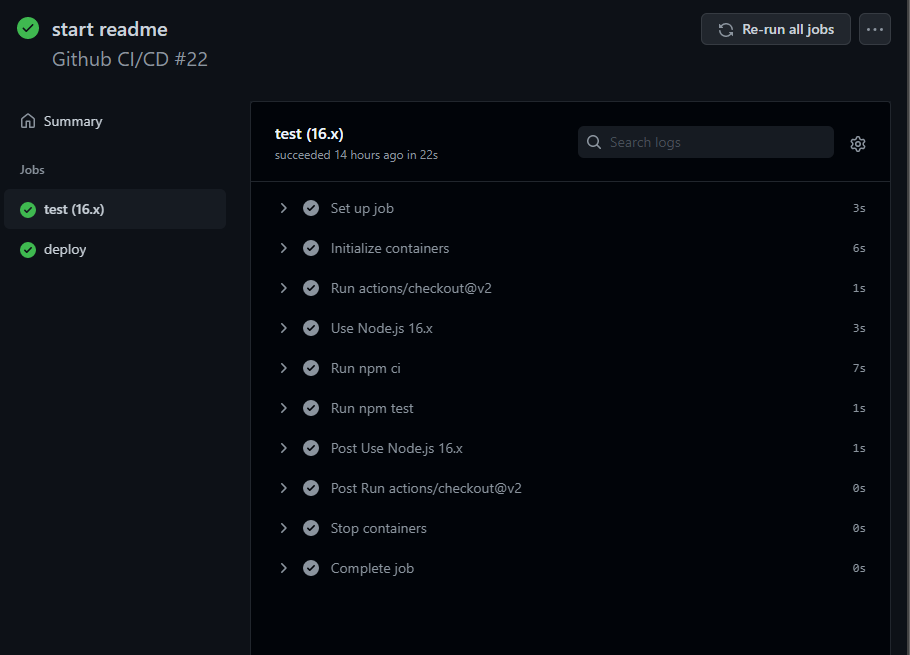 start readme
Re-run all jobs
Github CI/CD #22
Summary
Jobs
test (16.x)
deploy
test (16.x)
succeeded 14 hours ago in 22s
Search logs
Set up job 3s
Initialize containers 6s
Run actions/checkout@v2 1s
Use Node.js 16.x 3s
Run npm ci 7s
Run npm test 1s
Post Use Node.js 16.x 1s
Post Run actions/checkout@v2 0s
Stop containers 0s
Complete job 0s